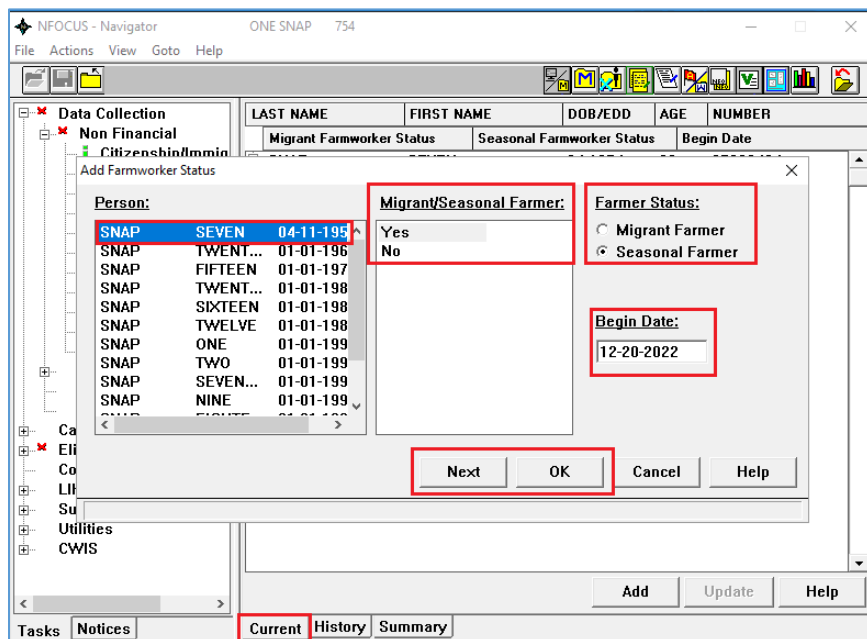 NFOCUS - Navigator ONE SNAP 754
File Actions View Goto Help
Data Collection
Non Financial
Citizenship/Immig
LAST NAME FIRST NAME DOB/EDD AGE NUMBER
Migrant Farmworker Status Seasonal Farmworker Status Begin Date
Add Farmworker Status
Person:
SNAP SEVEN 04-11-195
SNAP TWENT... 01-01-196
SNAP FIFTEEN 01-01-197
SNAP TWENT... 01-01-198
SNAP SIXTEEN 01-01-198
SNAP TWELVE 01-01-198
SNAP ONE 01-01-199
SNAP TWO 01-01-199
SNAP SEVEN... 01-01-199
SNAP NINE 01-01-199
Migrant/Seasonal Farmer:
Yes
No
Farmer Status:
Migrant Farmer
Seasonal Farmer
Begin Date:
12-20-2022
Next OK Cancel Help
Ca
Eli
Co
LI
Su
Utilities
CWIS
Add Update Help
Tasks Notices Current History Summary